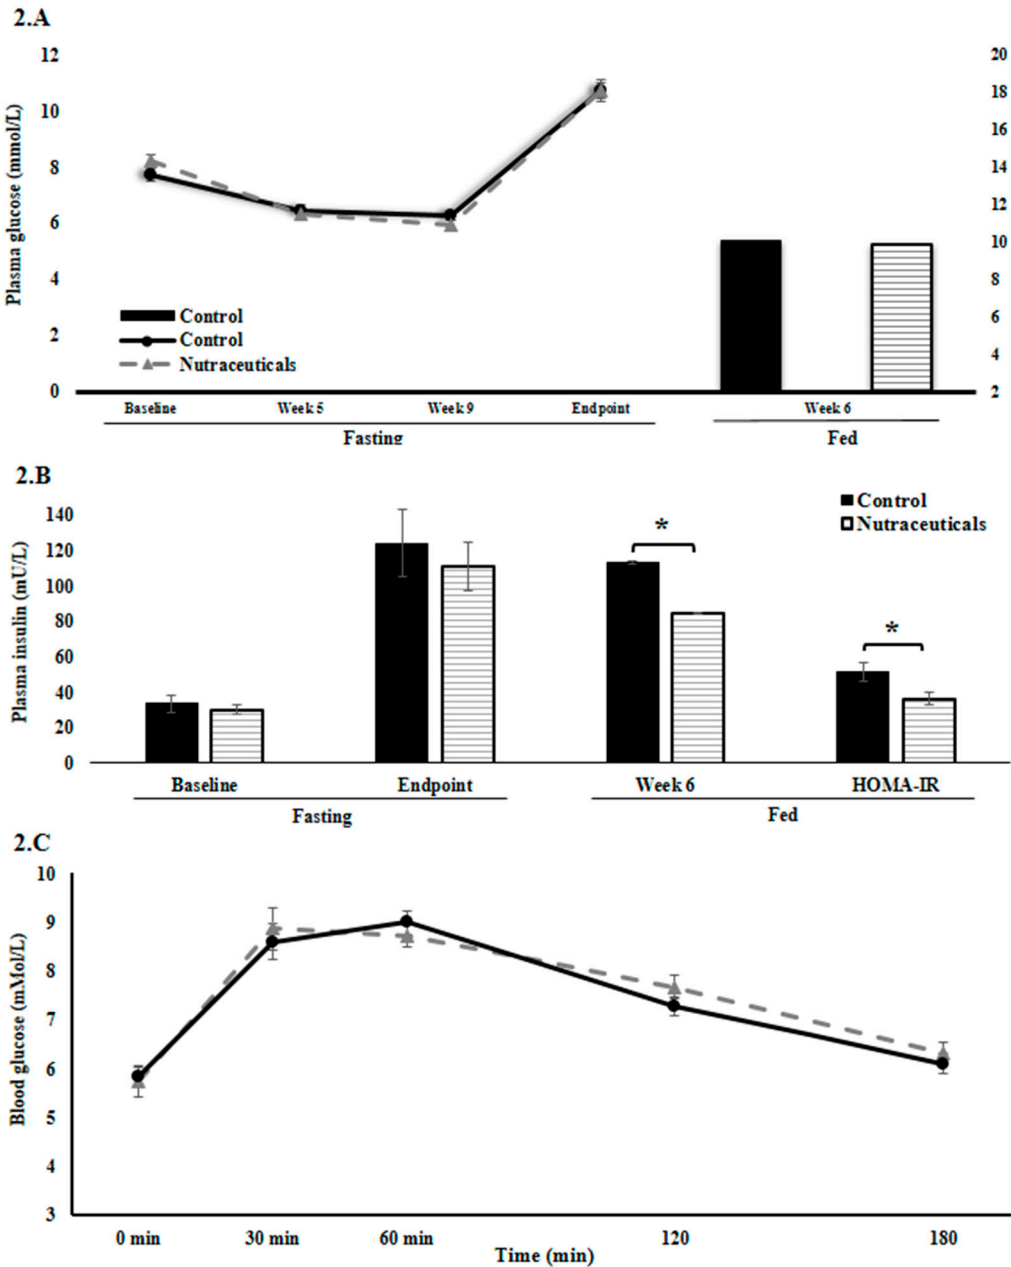 2.A
Plasma glucose (mmol/L)
12
10
8
6
4
2
0
20
18
16
14
12
10
8
6
4
2
Control
Control
Nutraceuticals
Baseline Week 5 Week 9 Endpoint Week 6
Fasting Fed
2.B
Plasma insulin (mU/L)
140
120
100
80
60
40
20
0
Control
Nutraceuticals
* *
Baseline Endpoint Week 6 HOMA-IR
Fasting Fed
2.C
Blood glucose (mMol/L)
10
9
8
7
6
5
4
3
0 min 30 min 60 min 120 180
Time (min)